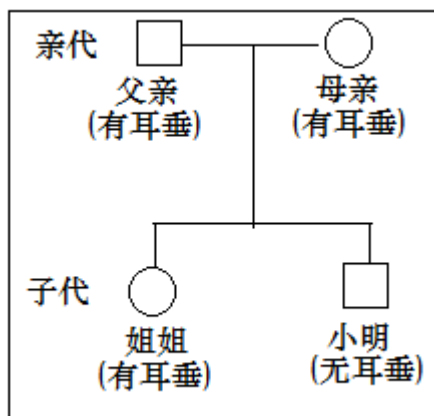 亲代
父亲 母亲
(有耳垂) (有耳垂)
子代
姐姐 小明
(有耳垂) (无耳垂)